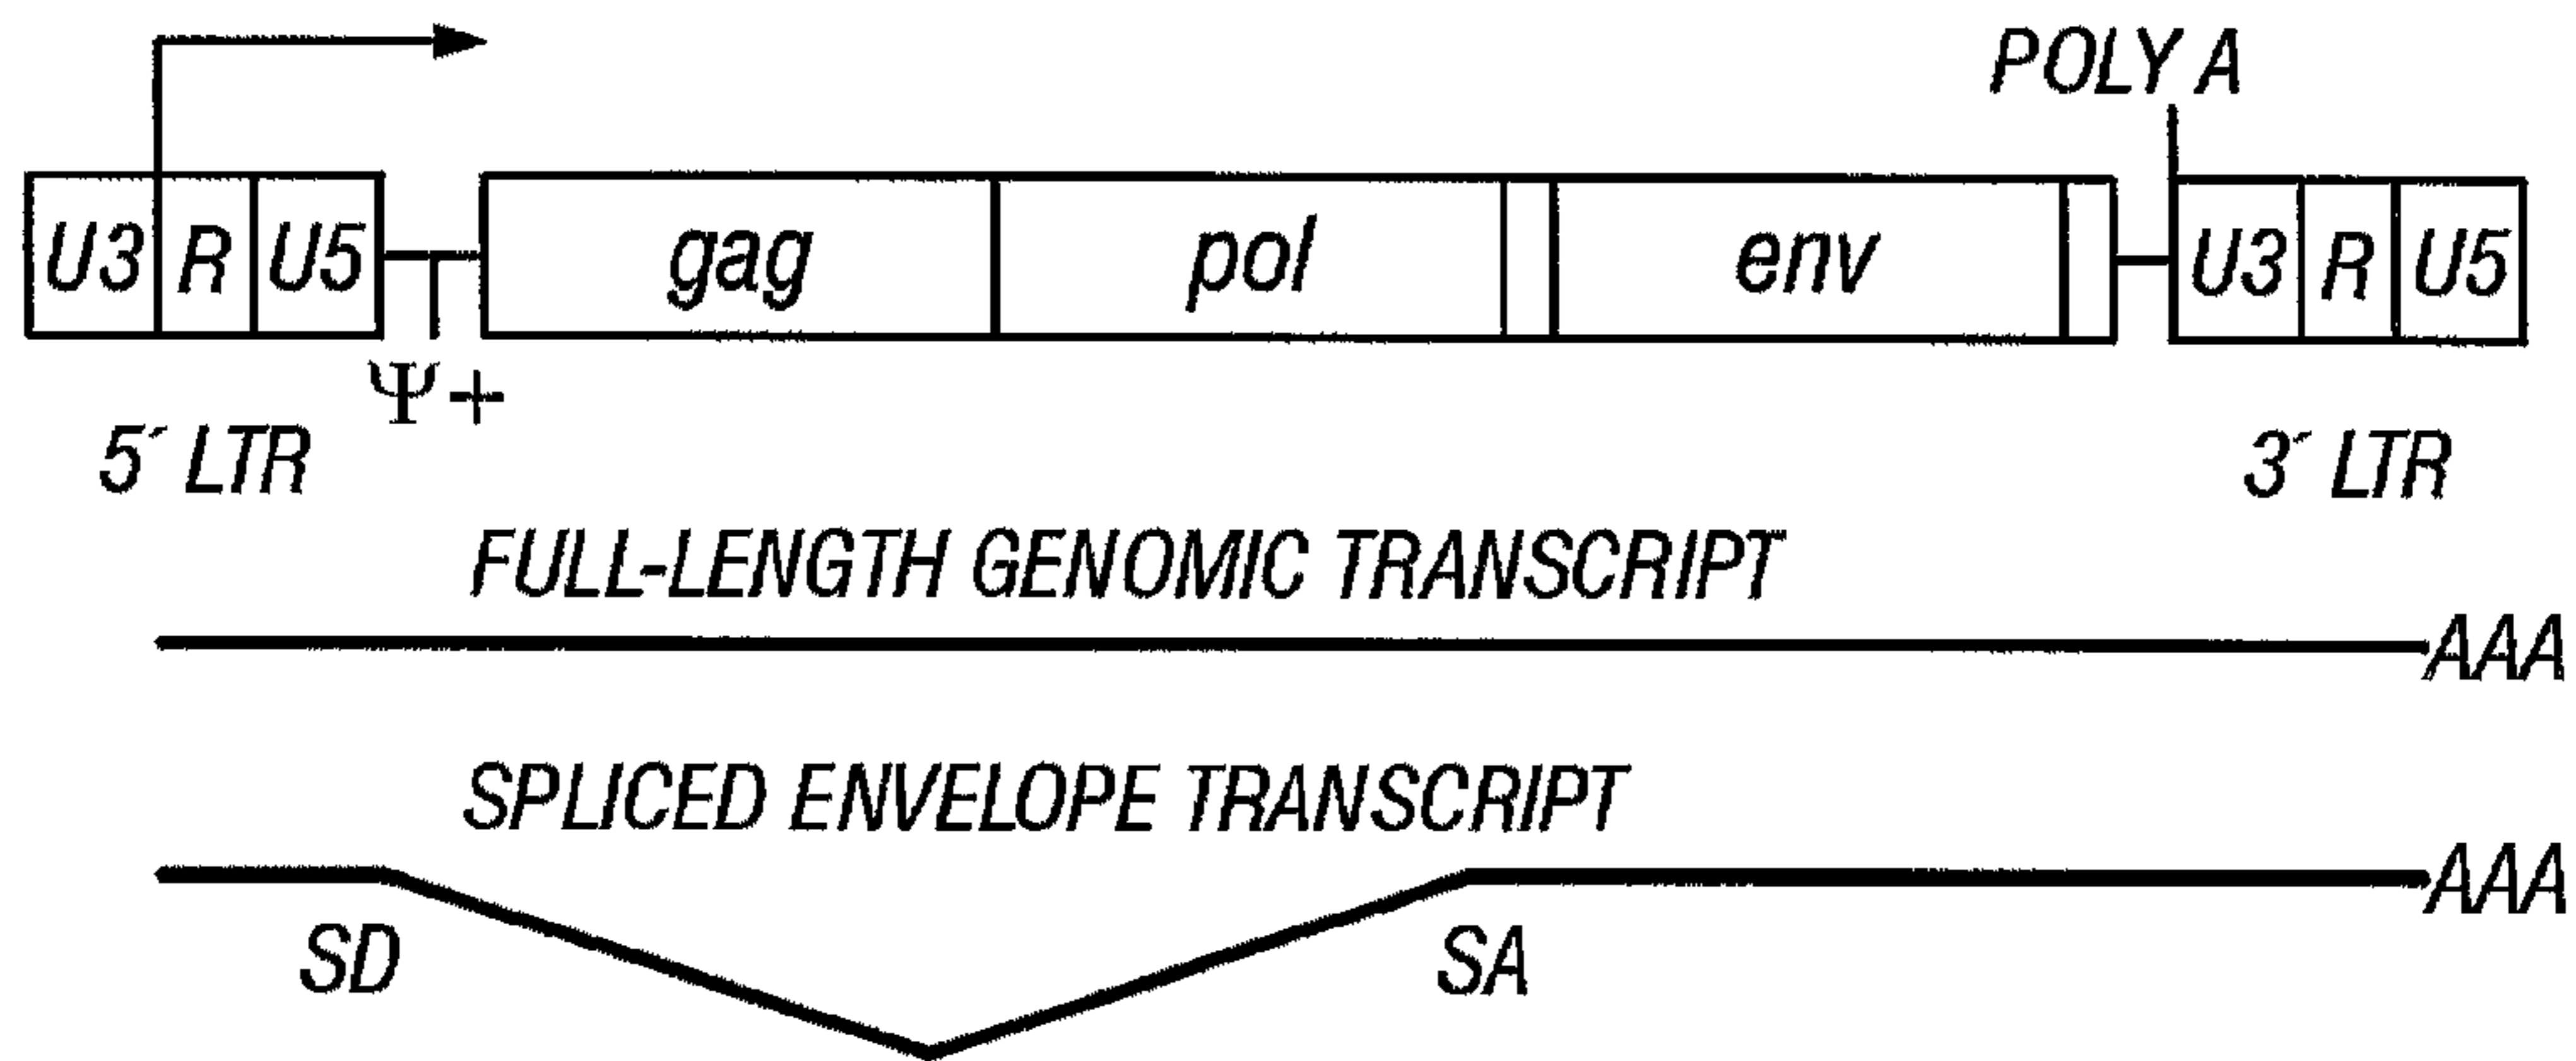 POLY A
U3 R U5 gag pol env U3 R U5
Ψ+
5´ LTR 3´ LTR
FULL-LENGTH GENOMIC TRANSCRIPT
AAA
SPLICED ENVELOPE TRANSCRIPT
AAA
SD SA